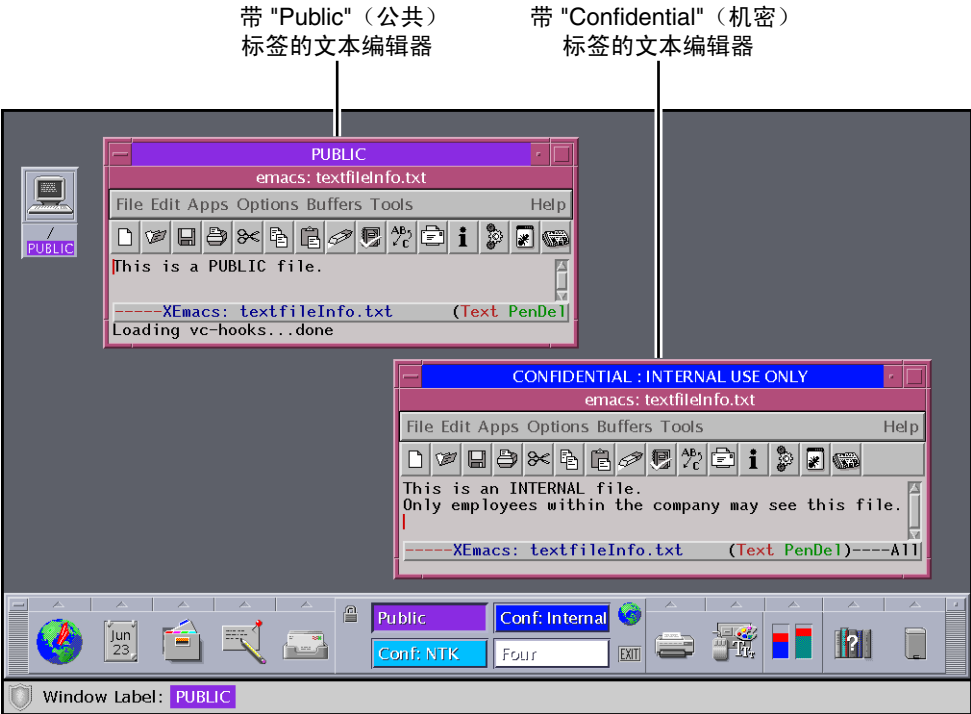 带 "Public"（公共）
标签的文本编辑器
带 "Confidential"（机密）
标签的文本编辑器
PUBLIC
emacs: textfileInfo.txt
File Edit Apps Options Buffers Tools Help
This is a PUBLIC file.
-----XEmacs: textfileInfo.txt (Text PenDel
Loading vc-hooks...done
/
PUBLIC
CONFIDENTIAL : INTERNAL USE ONLY
emacs: textfileInfo.txt
File Edit Apps Options Buffers Tools Help
This is an INTERNAL file.
Only employees within the company may see this file.
-----XEmacs: textfileInfo.txt (Text PenDel)----All
Jun
23
Public
Conf: Internal
Conf: NTK
Four
EXIT
Window Label: PUBLIC